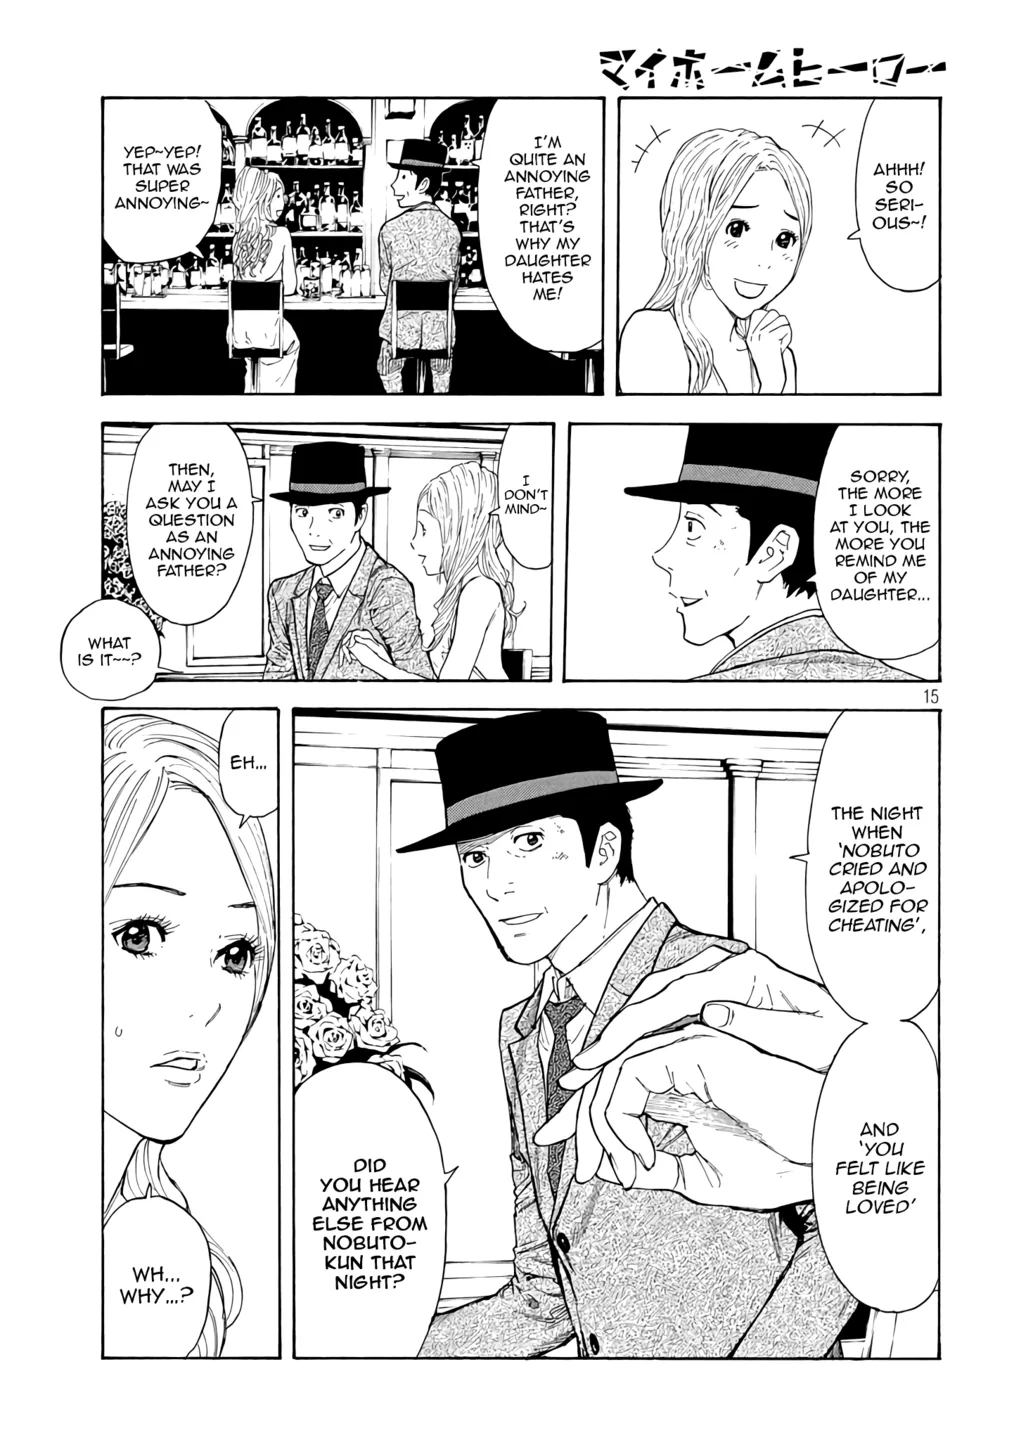 マイホームヒーロー
AHHH!
SO
SERI-
OUS~!
I'M
QUITE AN
ANNOYING
FATHER,
RIGHT?
THAT'S
WHY MY
DAUGHTER
HATES
ME!
YEP~YEP!
THAT WAS
SUPER
ANNOYING~
SORRY,
THE MORE
I LOOK
AT YOU, THE
MORE YOU
REMIND ME
OF MY
DAUGHTER...
I
DON'T
MIND~
THEN,
MAY I
ASK YOU A
QUESTION
AS AN
ANNOYING
FATHER?
WHAT
IS IT~~?
15
THE NIGHT
WHEN
'NOBUTO
CRIED AND
APOLO-
GIZED FOR
CHEATING',
AND
'YOU
FELT LIKE
BEING
LOVED'
DID
YOU HEAR
ANYTHING
ELSE FROM
NOBUTO-
KUN THAT
NIGHT?
EH...
WH...
WHY...?